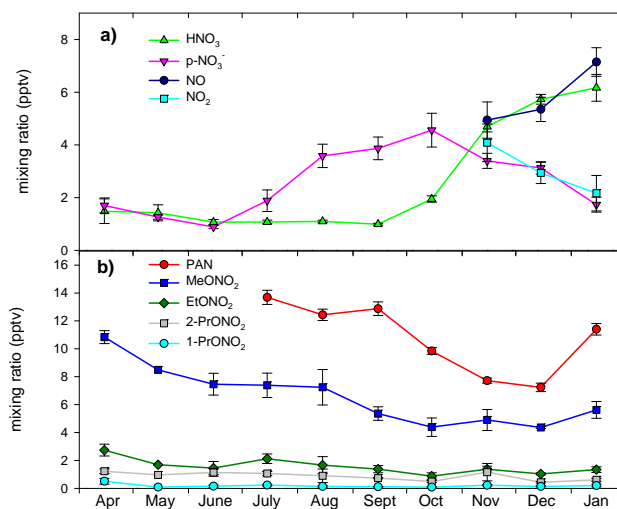 a)
HNO3
p-NO3-
NO
NO2
mixing ratio (pptv)
8
6
4
2
0
b)
PAN
MeONO2
EtONO2
2-PrONO2
1-PrONO2
mixing ratio (pptv)
16
14
12
10
8
6
4
2
0
Apr May June July Aug Sept Oct Nov Dec Jan